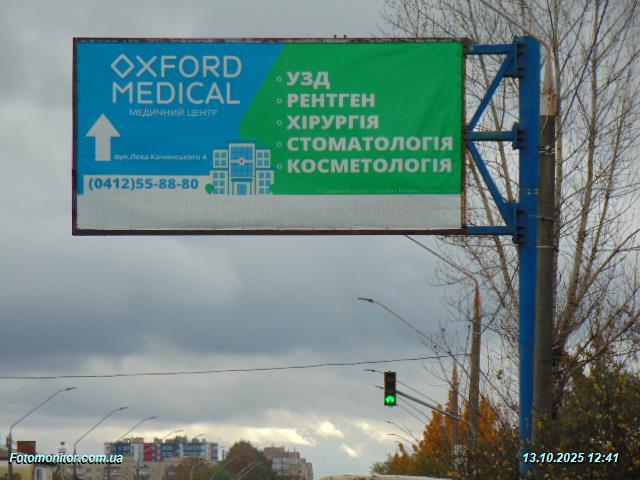 OXFORD
MEDICAL
МЕДИЧНИЙ ЦЕНТР
вул.Леха Качинського 4
(0412)55-88-80
УЗД
РЕНТГЕН
ХІРУРГІЯ
СТОМАТОЛОГІЯ
КОСМЕТОЛОГІЯ
Fotomonitor.com.ua
13.10.2025 12:41